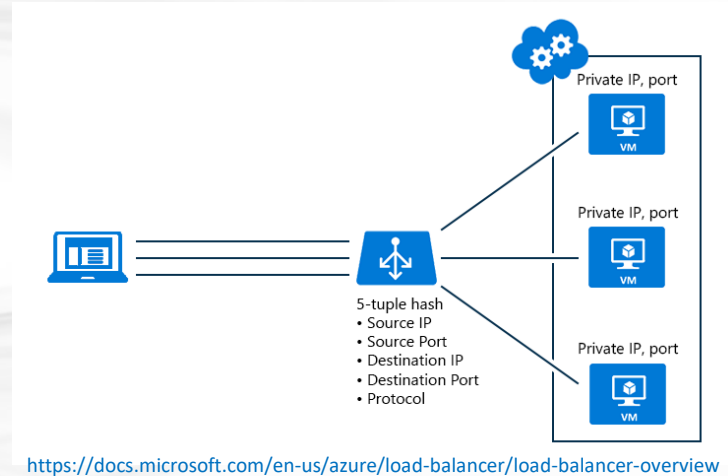 Private IP, port
VM
Private IP, port
VM
Private IP, port
VM
5-tuple hash
• Source IP
• Source Port
• Destination IP
• Destination Port
• Protocol
https://docs.microsoft.com/en-us/azure/load-balancer/load-balancer-overview